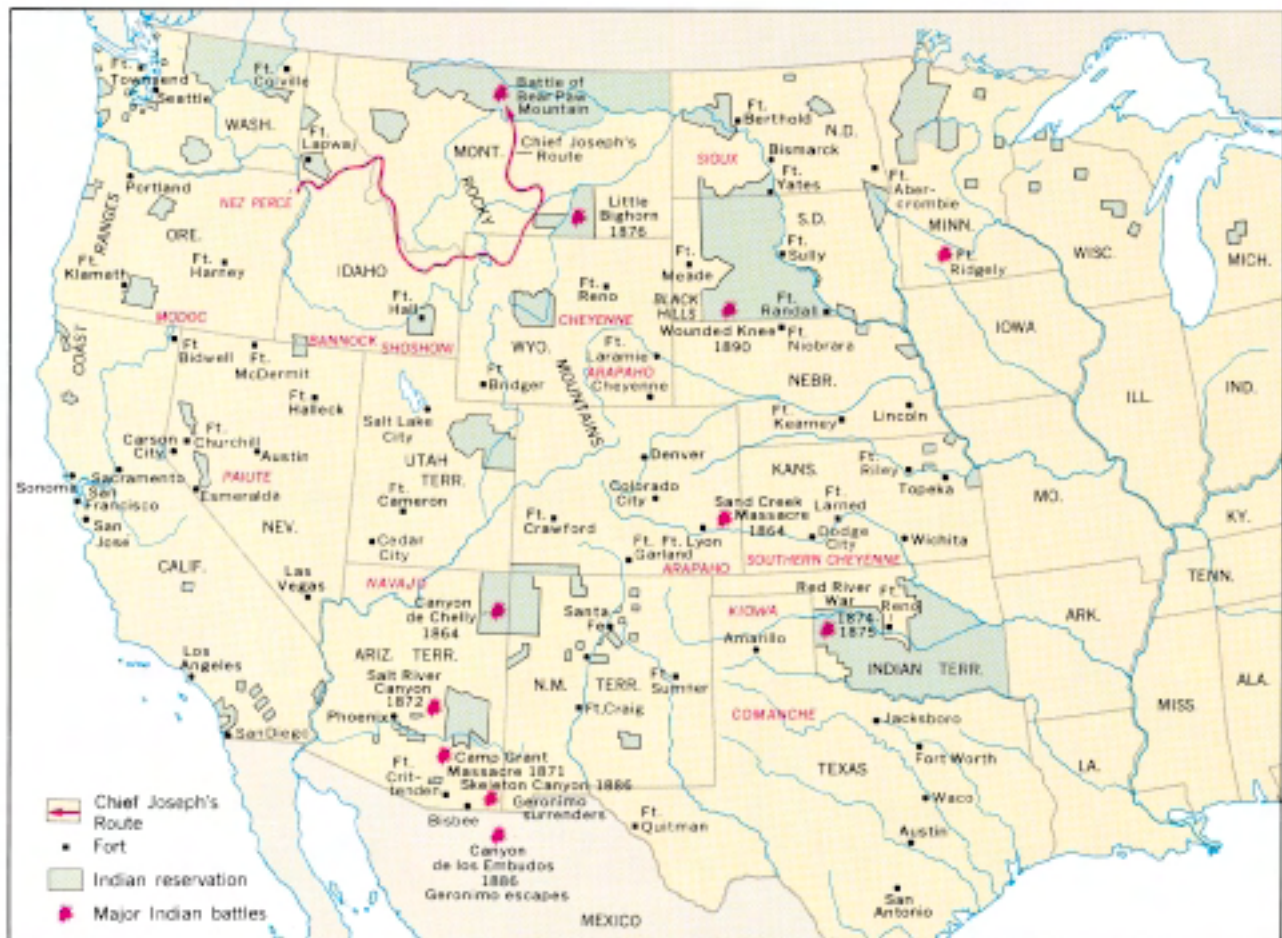 Ft.
Townsend
Seattle
Ft.
Colville
WASH.
Ft.
Lapwai
Battle of
Bear Paw
Mountain
MONT.
Chief Joseph's
Route
Ft.
Berthold
N.D.
Bismarck
SIOUX
Ft.
Yates
Ft.
Aber-
crombie
MINN.
Portland
NEZ PERCE
ROCKY
Little
Bighorn
1876
S.D.
Ft.
Sully
Ft.
Ridgely
WISC.
MICH.
RANGES
ORE.
Ft.
Klamath
Ft.
Harney
IDAHO
Ft.
Hall
Ft.
Reno
Ft.
Meade
BLACK
HILLS
Ft.
Randall
Wounded Knee
1890
Ft.
Niobrara
IOWA
MODOC
COAST
Ft.
Bidwell
Ft.
McDermit
BANNOCK
SHOSHONI
WYO.
CHEYENNE
Ft.
Laramie
ARAPAHO
Cheyenne
NEBR.
Ft.
Bridger
MOUNTAINS
Ft.
Halleck
Salt Lake
City
Ft.
Kearney
Lincoln
ILL.
IND.
Carson
City
Ft.
Churchill
Austin
UTAH
TERR.
Denver
KANS.
Ft.
Riley
Topeka
Sonoma
Sacramento
San
Francisco
San
José
PAIUTE
Esmeralda
NEV.
Ft.
Cameron
Colorado
City
Sand Creek
Massacre
1864
Ft.
Larned
Dodge
City
Wichita
MO.
KY.
Cedar
City
Ft.
Crawford
Ft.
Garland
Ft. Lyon
ARAPAHO
SOUTHERN CHEYENNE
CALIF.
Las
Vegas
NAVAJO
Canyon
de Chelly
1864
Santa
Fe
KIOWA
Amarillo
Red River
War
1874-
1875
Ft.
Reno
INDIAN TERR.
ARK.
TENN.
Los
Angeles
San Diego
ARIZ. TERR.
Salt River
Canyon
1872
Phoenix
N.M. TERR.
Ft.
Sumter
Ft. Craig
COMANCHE
Jacksboro
Fort Worth
MISS.
ALA.
Ft.
Crit-
tenden
Camp Grant
Massacre 1871
Skeleton Canyon 1886
Geronimo
surrenders
Bisbee
TEXAS
LA.
Waco
Ft.
Quitman
Austin
San
Antonio
Canyon
de los Embudos
1886
Geronimo escapes
MEXICO
Chief Joseph's
Route
Fort
Indian reservation
Major Indian battles